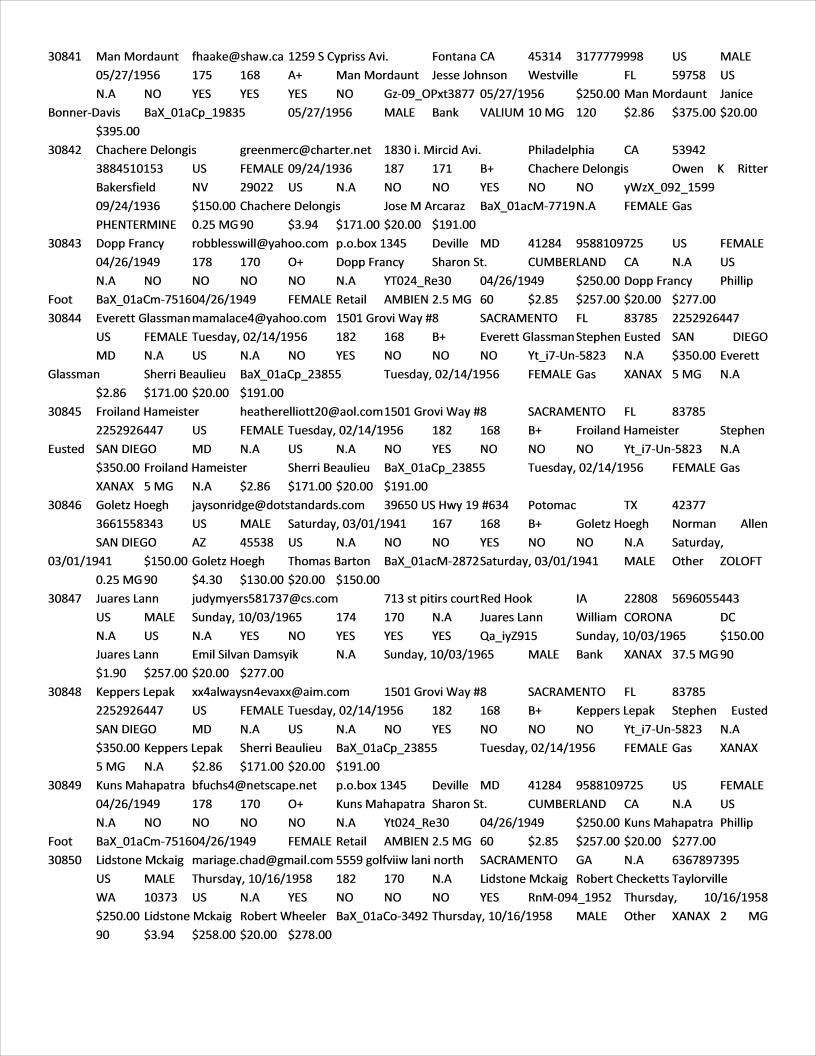 30841 Man Mordaunt fhaake@shaw.ca 1259 S Cypriss Avi. Fontana CA 45314 3177779998 US MALE
05/27/1956 175 168 A+ Man Mordaunt Jesse Johnson Westville FL 59758 US
N.A NO YES YES YES NO Gz-09_OPxt3877 05/27/1956 $250.00 Man Mordaunt Janice
Bonner-Davis BaX_01aCp_19835 05/27/1956 MALE Bank VALIUM 10 MG 120 $2.86 $375.00 $20.00
$395.00
30842 Chachere Delongis greenmerc@charter.net 1830 i. Mircid Avi. Philadelphia CA 53942
3884510153 US FEMALE 09/24/1936 187 171 B+ Chachere Delongis Owen K Ritter
Bakersfield NV 29022 US N.A NO NO YES NO NO yWzX_092_1599
09/24/1936 $150.00 Chachere Delongis Jose M Arcaraz BaX_01acM-7719 N.A FEMALE Gas
PHENTERMINE 0.25 MG 90 $3.94 $171.00 $20.00 $191.00
30843 Dopp Francy robblesswill@yahoo.com p.o.box 1345 Deville MD 41284 9588109725 US FEMALE
04/26/1949 178 170 O+ Dopp Francy Sharon St. CUMBERLAND CA N.A US
N.A NO NO NO NO N.A YT024_Re30 04/26/1949 $250.00 Dopp Francy Phillip
Foot BaX_01aCm-7516 04/26/1949 FEMALE Retail AMBIEN 2.5 MG 60 $2.85 $257.00 $20.00 $277.00
30844 Everett Glassman mamalace4@yahoo.com 1501 Grovi Way #8 SACRAMENTO FL 83785 2252926447
US FEMALE Tuesday, 02/14/1956 182 168 B+ Everett Glassman Stephen Eusted SAN DIEGO
MD N.A US N.A NO YES NO NO NO Yt_i7-Un-5823 N.A $350.00 Everett
Glassman Sherri Beaulieu BaX_01aCp_23855 Tuesday, 02/14/1956 FEMALE Gas XANAX 5 MG N.A
$2.86 $171.00 $20.00 $191.00
30845 Froiland Hameister heatherelliott20@aol.com 1501 Grovi Way #8 SACRAMENTO FL 83785
2252926447 US FEMALE Tuesday, 02/14/1956 182 168 B+ Froiland Hameister Stephen
Eusted SAN DIEGO MD N.A US N.A NO YES NO NO NO Yt_i7-Un-5823 N.A
$350.00 Froiland Hameister Sherri Beaulieu BaX_01aCp_23855 Tuesday, 02/14/1956 FEMALE Gas
XANAX 5 MG N.A $2.86 $171.00 $20.00 $191.00
30846 Goletz Hoegh jaysonridge@dotstandards.com 39650 US Hwy 19 #634 Potomac TX 42377
3661558343 US MALE Saturday, 03/01/1941 167 168 B+ Goletz Hoegh Norman Allen
SAN DIEGO AZ 45538 US N.A NO NO YES NO NO N.A Saturday,
03/01/1941 $150.00 Goletz Hoegh Thomas Barton BaX_01acM-2872 Saturday, 03/01/1941 MALE Other ZOLOFT
0.25 MG 90 $4.30 $130.00 $20.00 $150.00
30847 Juares Lann judymyers581737@cs.com 713 st pitirs court Red Hook IA 22808 5696055443
US MALE Sunday, 10/03/1965 174 170 N.A Juares Lann William CORONA DC
N.A US N.A YES NO YES YES YES Qa_iyZ915 Sunday, 10/03/1965 $150.00
Juares Lann Emil Silvan Damsyik N.A Sunday, 10/03/1965 MALE Bank XANAX 37.5 MG 90
$1.90 $257.00 $20.00 $277.00
30848 Keppers Lepak xx4alwaysn4evaxx@aim.com 1501 Grovi Way #8 SACRAMENTO FL 83785
2252926447 US FEMALE Tuesday, 02/14/1956 182 168 B+ Keppers Lepak Stephen Eusted
SAN DIEGO MD N.A US N.A NO YES NO NO NO Yt_i7-Un-5823 N.A
$350.00 Keppers Lepak Sherri Beaulieu BaX_01aCp_23855 Tuesday, 02/14/1956 FEMALE Gas XANAX
5 MG N.A $2.86 $171.00 $20.00 $191.00
30849 Kuns Mahapatra bfuchs4@netscape.net p.o.box 1345 Deville MD 41284 9588109725 US FEMALE
04/26/1949 178 170 O+ Kuns Mahapatra Sharon St. CUMBERLAND CA N.A US
N.A NO NO NO NO N.A Yt024_Re30 04/26/1949 $250.00 Kuns Mahapatra Phillip
Foot BaX_01aCm-7516 04/26/1949 FEMALE Retail AMBIEN 2.5 MG 60 $2.85 $257.00 $20.00 $277.00
30850 Lidstone Mckaig mariage.chad@gmail.com 5559 golfviiw lani north SACRAMENTO GA N.A 6367897395
US MALE Thursday, 10/16/1958 182 170 N.A Lidstone Mckaig Robert Checketts Taylorville
WA 10373 US N.A YES NO NO NO YES RnM-094_1952 Thursday, 10/16/1958
$250.00 Lidstone Mckaig Robert Wheeler BaX_01aCo-3492 Thursday, 10/16/1958 MALE Other XANAX 2 MG
90 $3.94 $258.00 $20.00 $278.00